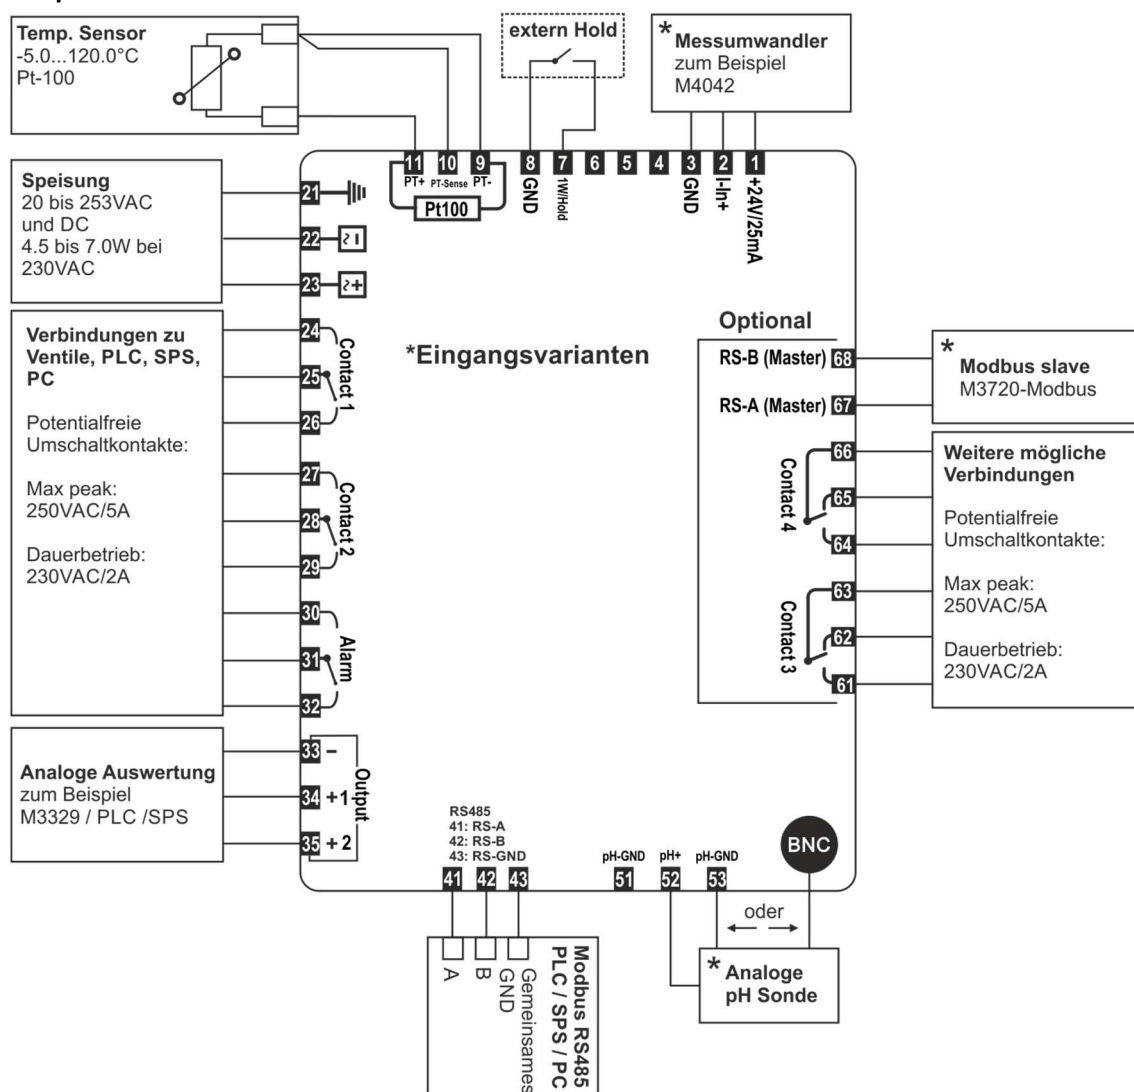 Temp. Sensor
-5.0...120.0°C
Pt-100
extern Hold
*
Messumwandler
zum Beispiel
M4042
11
10
9
8
7
6
5
4
3
2
1
PT+
PT-Sense
PT-
Pt100
GND
1W/Hold
GND
I-In+
+24V/25mA
Speisung
20 bis 253VAC
und DC
4.5 bis 7.0W bei
230VAC
21
22
~-
23
~+
Verbindungen zu
Ventile, PLC, SPS,
PC
Potentialfreie
Umschaltkontakte:
Max peak:
250VAC/5A
Dauerbetrieb:
230VAC/2A
24
25
26
Contact 1
27
28
29
Contact 2
30
31
32
Alarm
*Eingangsvarianten
Optional
RS-B (Master)
68
RS-A (Master)
67
*
Modbus slave
M3720-Modbus
66
65
64
Contact 4
63
62
61
Contact 3
Weitere mögliche
Verbindungen
Potentialfreie
Umschaltkontakte:
Max peak:
250VAC/5A
Dauerbetrieb:
230VAC/2A
Analoge Auswertung
zum Beispiel
M3329 / PLC /SPS
33 -
34 +1
35 +2
Output
RS485
41: RS-A
42: RS-B
43: RS-GND
41
42
43
pH-GND
pH+
pH-GND
51
52
53
BNC
oder
*
Analoge
pH Sonde
A
B
GND
Gemeinsames
Modbus RS485
PLC / SPS / PC